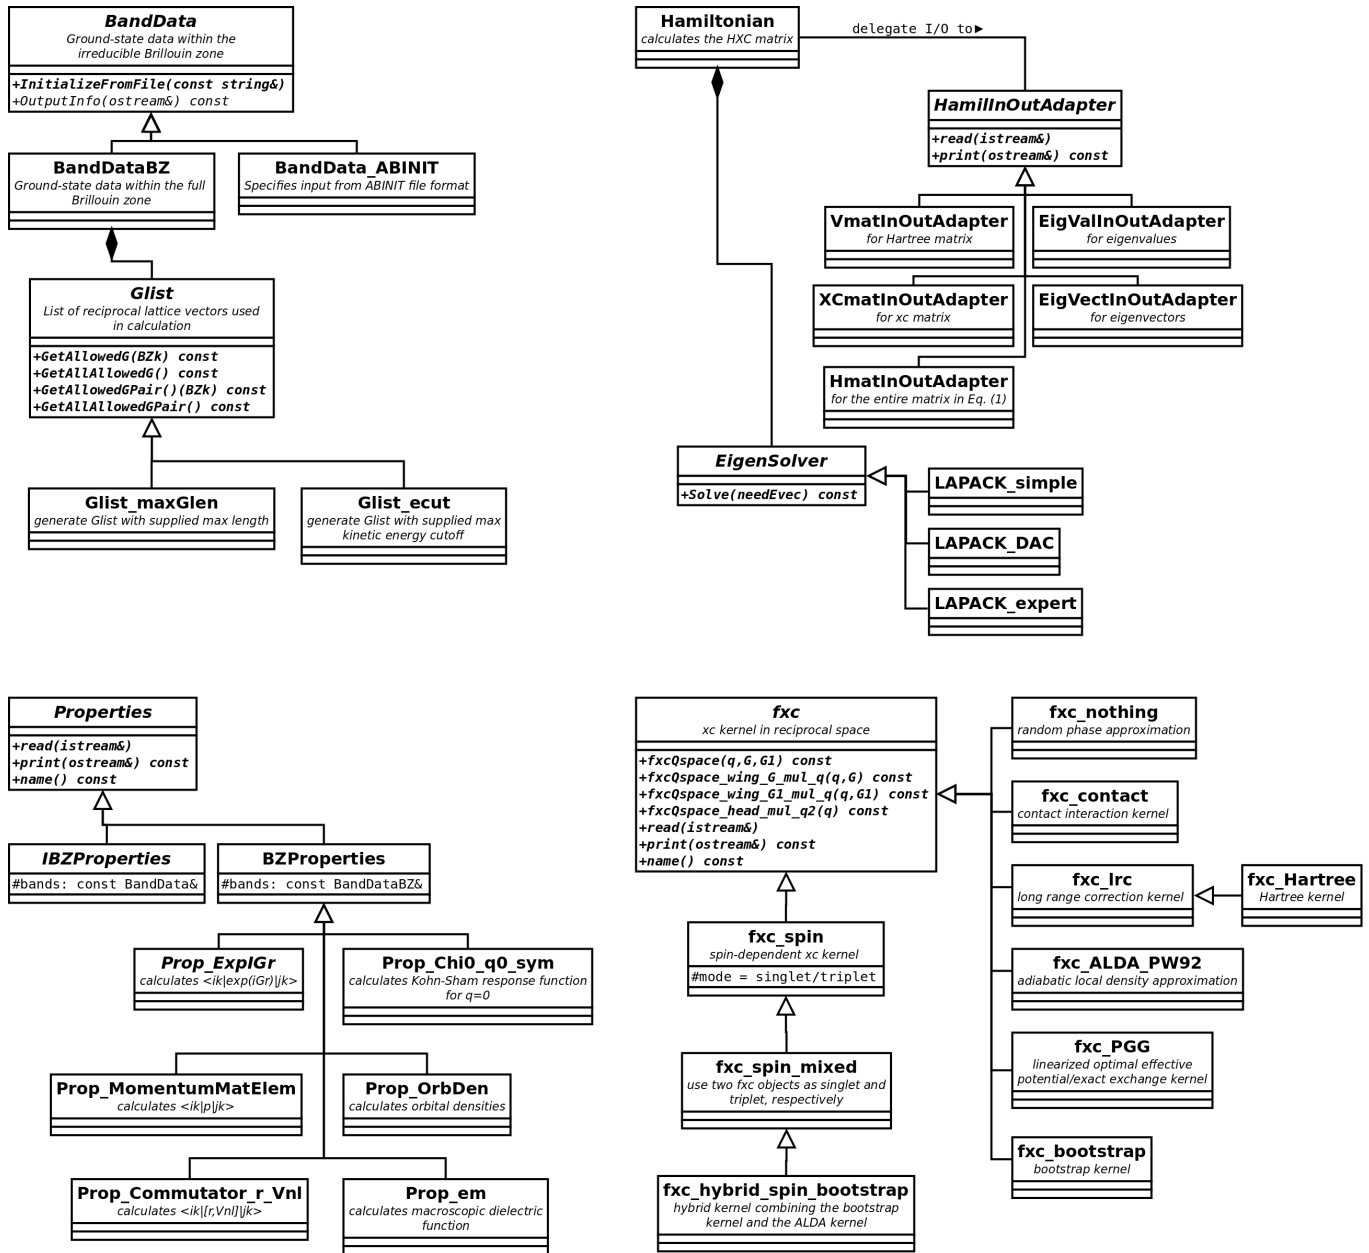 BandData
Ground-state data within the
irreducible Brillouin zone
+InitializeFromFile(const string&)
+OutputInfo(ostream&) const
BandDataBZ
Ground-state data within the full
Brillouin zone
BandData_ABINIT
Specifies input from ABINIT file format
Glist
List of reciprocal lattice vectors used
in calculation
+GetAllowedG(BZk) const
+GetAllAllowedG() const
+GetAllowedGPair()(BZk) const
+GetAllAllowedGPair() const
Glist_maxGlen
generate Glist with supplied max length
Glist_ecut
generate Glist with supplied max
kinetic energy cutoff
Hamiltonian
calculates the HXC matrix
delegate I/O to
HamilInOutAdapter
+read(istream&)
+print(ostream&) const
VmatInOutAdapter
for Hartree matrix
EigValInOutAdapter
for eigenvalues
XCmatInOutAdapter
for xc matrix
EigVectInOutAdapter
for eigenvectors
HmatInOutAdapter
for the entire matrix in Eq. (1)
EigenSolver
+Solve(needEvec) const
LAPACK_simple
LAPACK_DAC
LAPACK_expert
Properties
+read(istream&)
+print(ostream&) const
+name() const
IBZProperties
#bands: const BandData&
BZProperties
#bands: const BandDataBZ&
Prop_ExpIGr
calculates <ik|exp(iGr)|jk>
Prop_Chi0_q0_sym
calculates Kohn-Sham response function
for q=0
Prop_MomentumMatElem
calculates <ik|p|jk>
Prop_OrbDen
calculates orbital densities
Prop_Commutator_r_Vnl
calculates <ik|[r,Vnl]|jk>
Prop_em
calculates macroscopic dielectric
function
fxc
xc kernel in reciprocal space
+fxcQspace(q,G,G1) const
+fxcQspace_wing_G_mul_q(q,G) const
+fxcQspace_wing_G1_mul_q(q,G1) const
+fxcQspace_head_mul_q2(q) const
+read(istream&)
+print(ostream&) const
+name() const
fxc_spin
spin-dependent xc kernel
#mode = singlet/triplet
fxc_spin_mixed
use two fxc objects as singlet and
triplet, respectively
fxc_hybrid_spin_bootstrap
hybrid kernel combining the bootstrap
kernel and the ALDA kernel
fxc_nothing
random phase approximation
fxc_contact
contact interaction kernel
fxc_lrc
long range correction kernel
fxc_Hartree
Hartree kernel
fxc_ALDA_PW92
adiabatic local density approximation
fxc_PGG
linearized optimal effective
potential/exact exchange kernel
fxc_bootstrap
bootstrap kernel